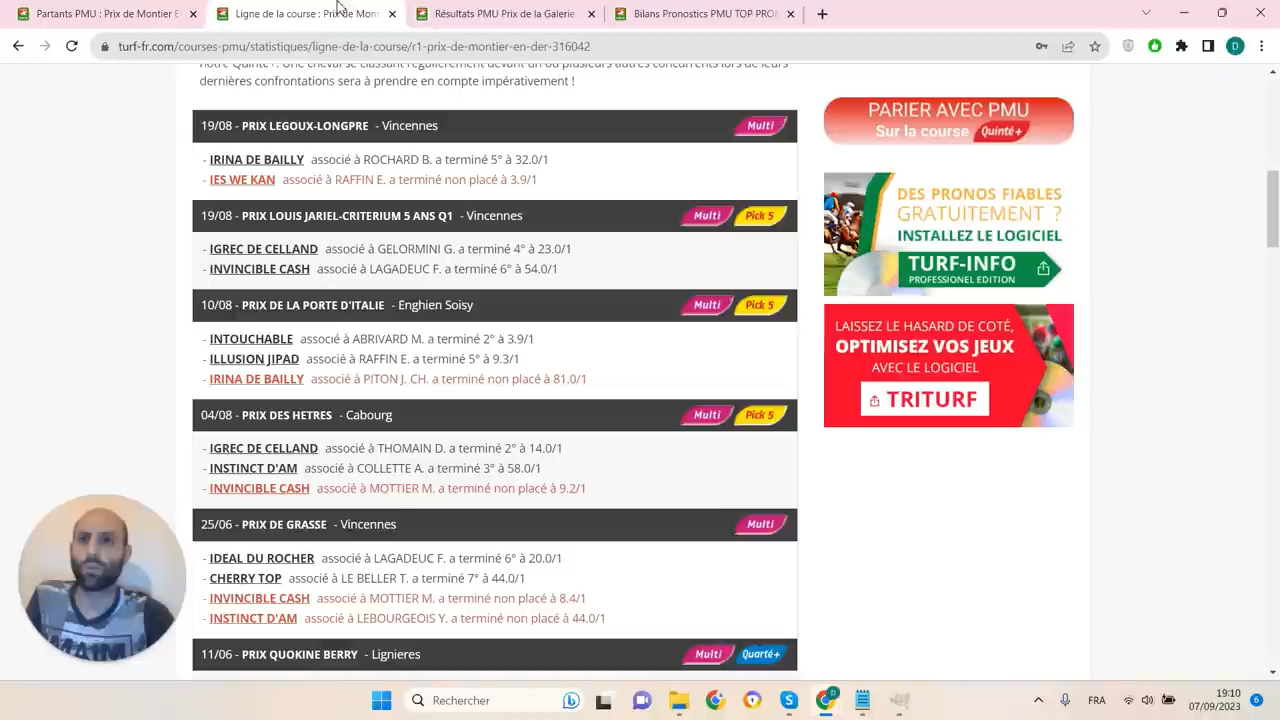 Partants PMU : Prix de Montier
Ligne de la course : Prix de Mon
Résultats PMU Prix de la Galerie
Bilans Pronostics PMU TOP PRO
turf-fr.com/courses-pmu/statistiques/ligne-de-la-course/r1-prix-de-montier-en-der-316042
D
notre Quinté+. Une cheval se classant régulièrement devant un ou plusieurs autres concurrents lors de leurs
dernières confrontations sera à prendre en compte impérativement !
19/08 - PRIX LEGOUX-LONGPRE - Vincennes Multi
- IRINA DE BAILLY associé à ROCHARD B. a terminé 5° à 32.0/1
- IES WE KAN associé à RAFFIN E. a terminé non placé à 3.9/1
19/08 - PRIX LOUIS JARIEL-CRITERIUM 5 ANS Q1 - Vincennes Multi Pick 5
- IGREC DE CELLAND associé à GELORMINI G. a terminé 4° à 23.0/1
- INVINCIBLE CASH associé à LAGADEUC F. a terminé 6° à 54.0/1
10/08 - PRIX DE LA PORTE D'ITALIE - Enghien Soisy Multi Pick 5
- INTOUCHABLE associé à ABRIVARD M. a terminé 2° à 3.9/1
- ILLUSION JIPAD associé à RAFFIN E. a terminé 5° à 9.3/1
- IRINA DE BAILLY associé à PITON J. CH. a terminé non placé à 81.0/1
04/08 - PRIX DES HETRES - Cabourg Multi Pick 5
- IGREC DE CELLAND associé à THOMAIN D. a terminé 2° à 14.0/1
- INSTINCT D'AM associé à COLLETTE A. a terminé 3° à 58.0/1
- INVINCIBLE CASH associé à MOTTIER M. a terminé non placé à 9.2/1
25/06 - PRIX DE GRASSE - Vincennes Multi
- IDEAL DU ROCHER associé à LAGADEUC F. a terminé 6° à 20.0/1
- CHERRY TOP associé à LE BELLER T. a terminé 7° à 44.0/1
- INVINCIBLE CASH associé à MOTTIER M. a terminé non placé à 8.4/1
- INSTINCT D'AM associé à LEBOURGEOIS Y. a terminé non placé à 44.0/1
11/06 - PRIX QUOKINE BERRY - Lignieres Multi Quarté+
PARIER AVEC PMU
Sur la course Quinté+
DES PRONOS FIABLES
GRATUITEMENT ?
INSTALLEZ LE LOGICIEL
TURF-INFO
PROFESSIONEL EDITION
LAISSEZ LE HASARD DE COTÉ,
OPTIMISEZ VOS JEUX
AVEC LE LOGICIEL
TRITURF
Rechercher
FRA
19:10
07/09/2023
6